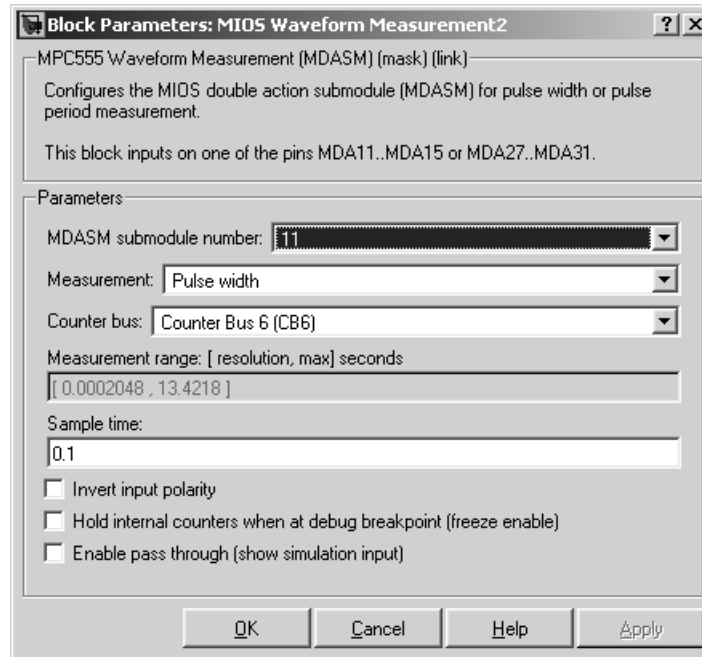 Block Parameters: MIOS Waveform Measurement2
MPC555 Waveform Measurement (MDASM) (mask) (link)
Configures the MIOS double action submodule (MDASM) for pulse width or pulse
period measurement.
This block inputs on one of the pins MDA11..MDA15 or MDA27..MDA31.
Parameters
MDASM submodule number: 11
Measurement: Pulse width
Counter bus: Counter Bus 6 (CB6)
Measurement range: [ resolution, max] seconds
[ 0.0002048 , 13.4218 ]
Sample time:
0.1
Invert input polarity
Hold internal counters when at debug breakpoint (freeze enable)
Enable pass through (show simulation input)
OK Cancel Help Apply